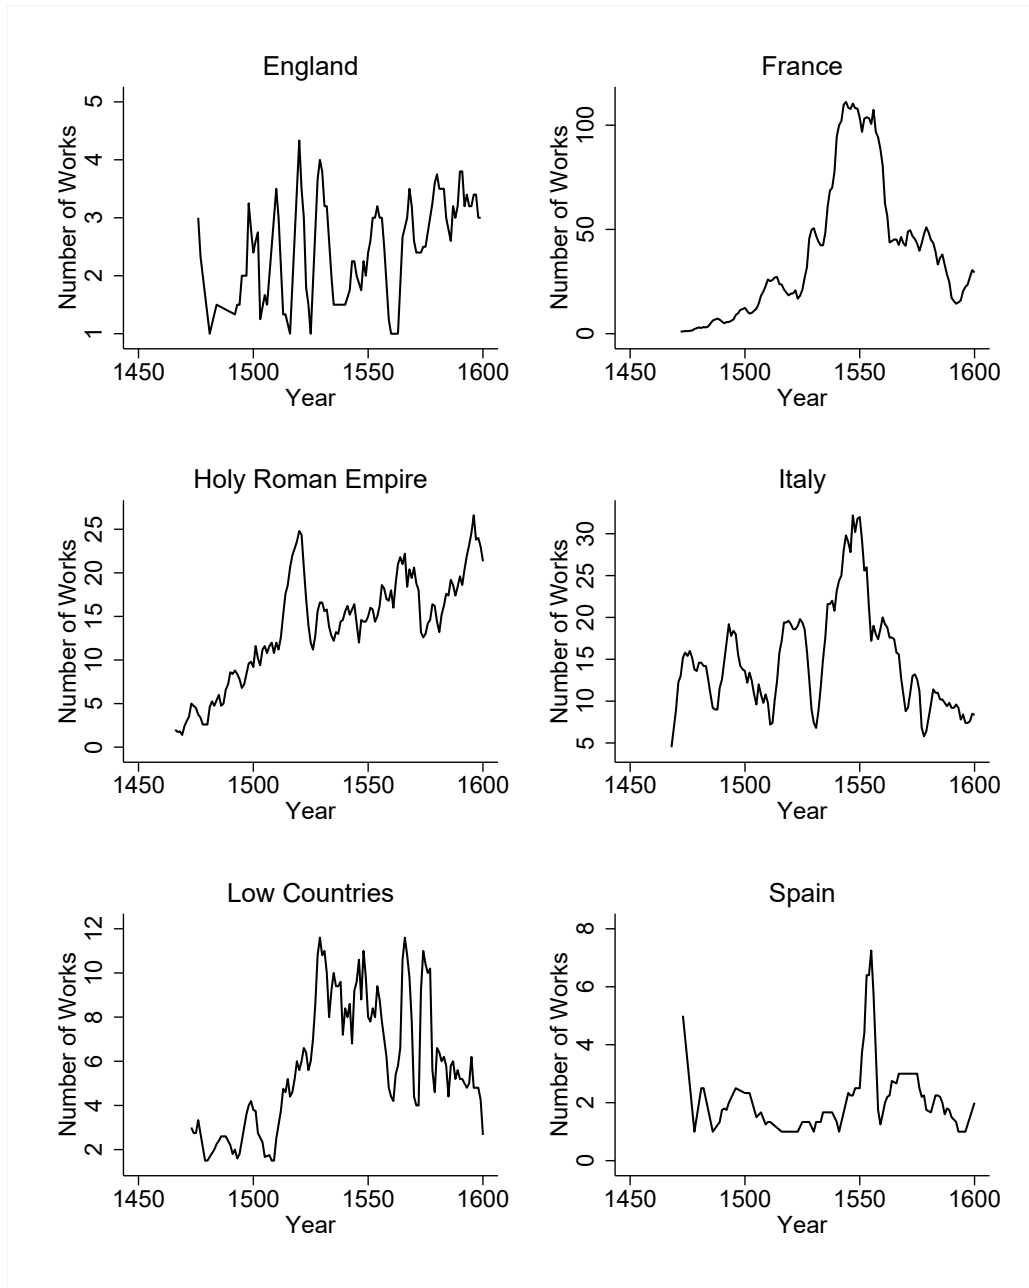 England
Number of Works
5
4
3
2
1
1450 1500 1550 1600
Year
France
Number of Works
100
50
0
1450 1500 1550 1600
Year
Holy Roman Empire
Number of Works
25
20
15
10
5
0
1450 1500 1550 1600
Year
Italy
Number of Works
30
25
20
15
10
5
1450 1500 1550 1600
Year
Low Countries
Number of Works
12
10
8
6
4
2
1450 1500 1550 1600
Year
Spain
Number of Works
8
6
4
2
0
1450 1500 1550 1600
Year